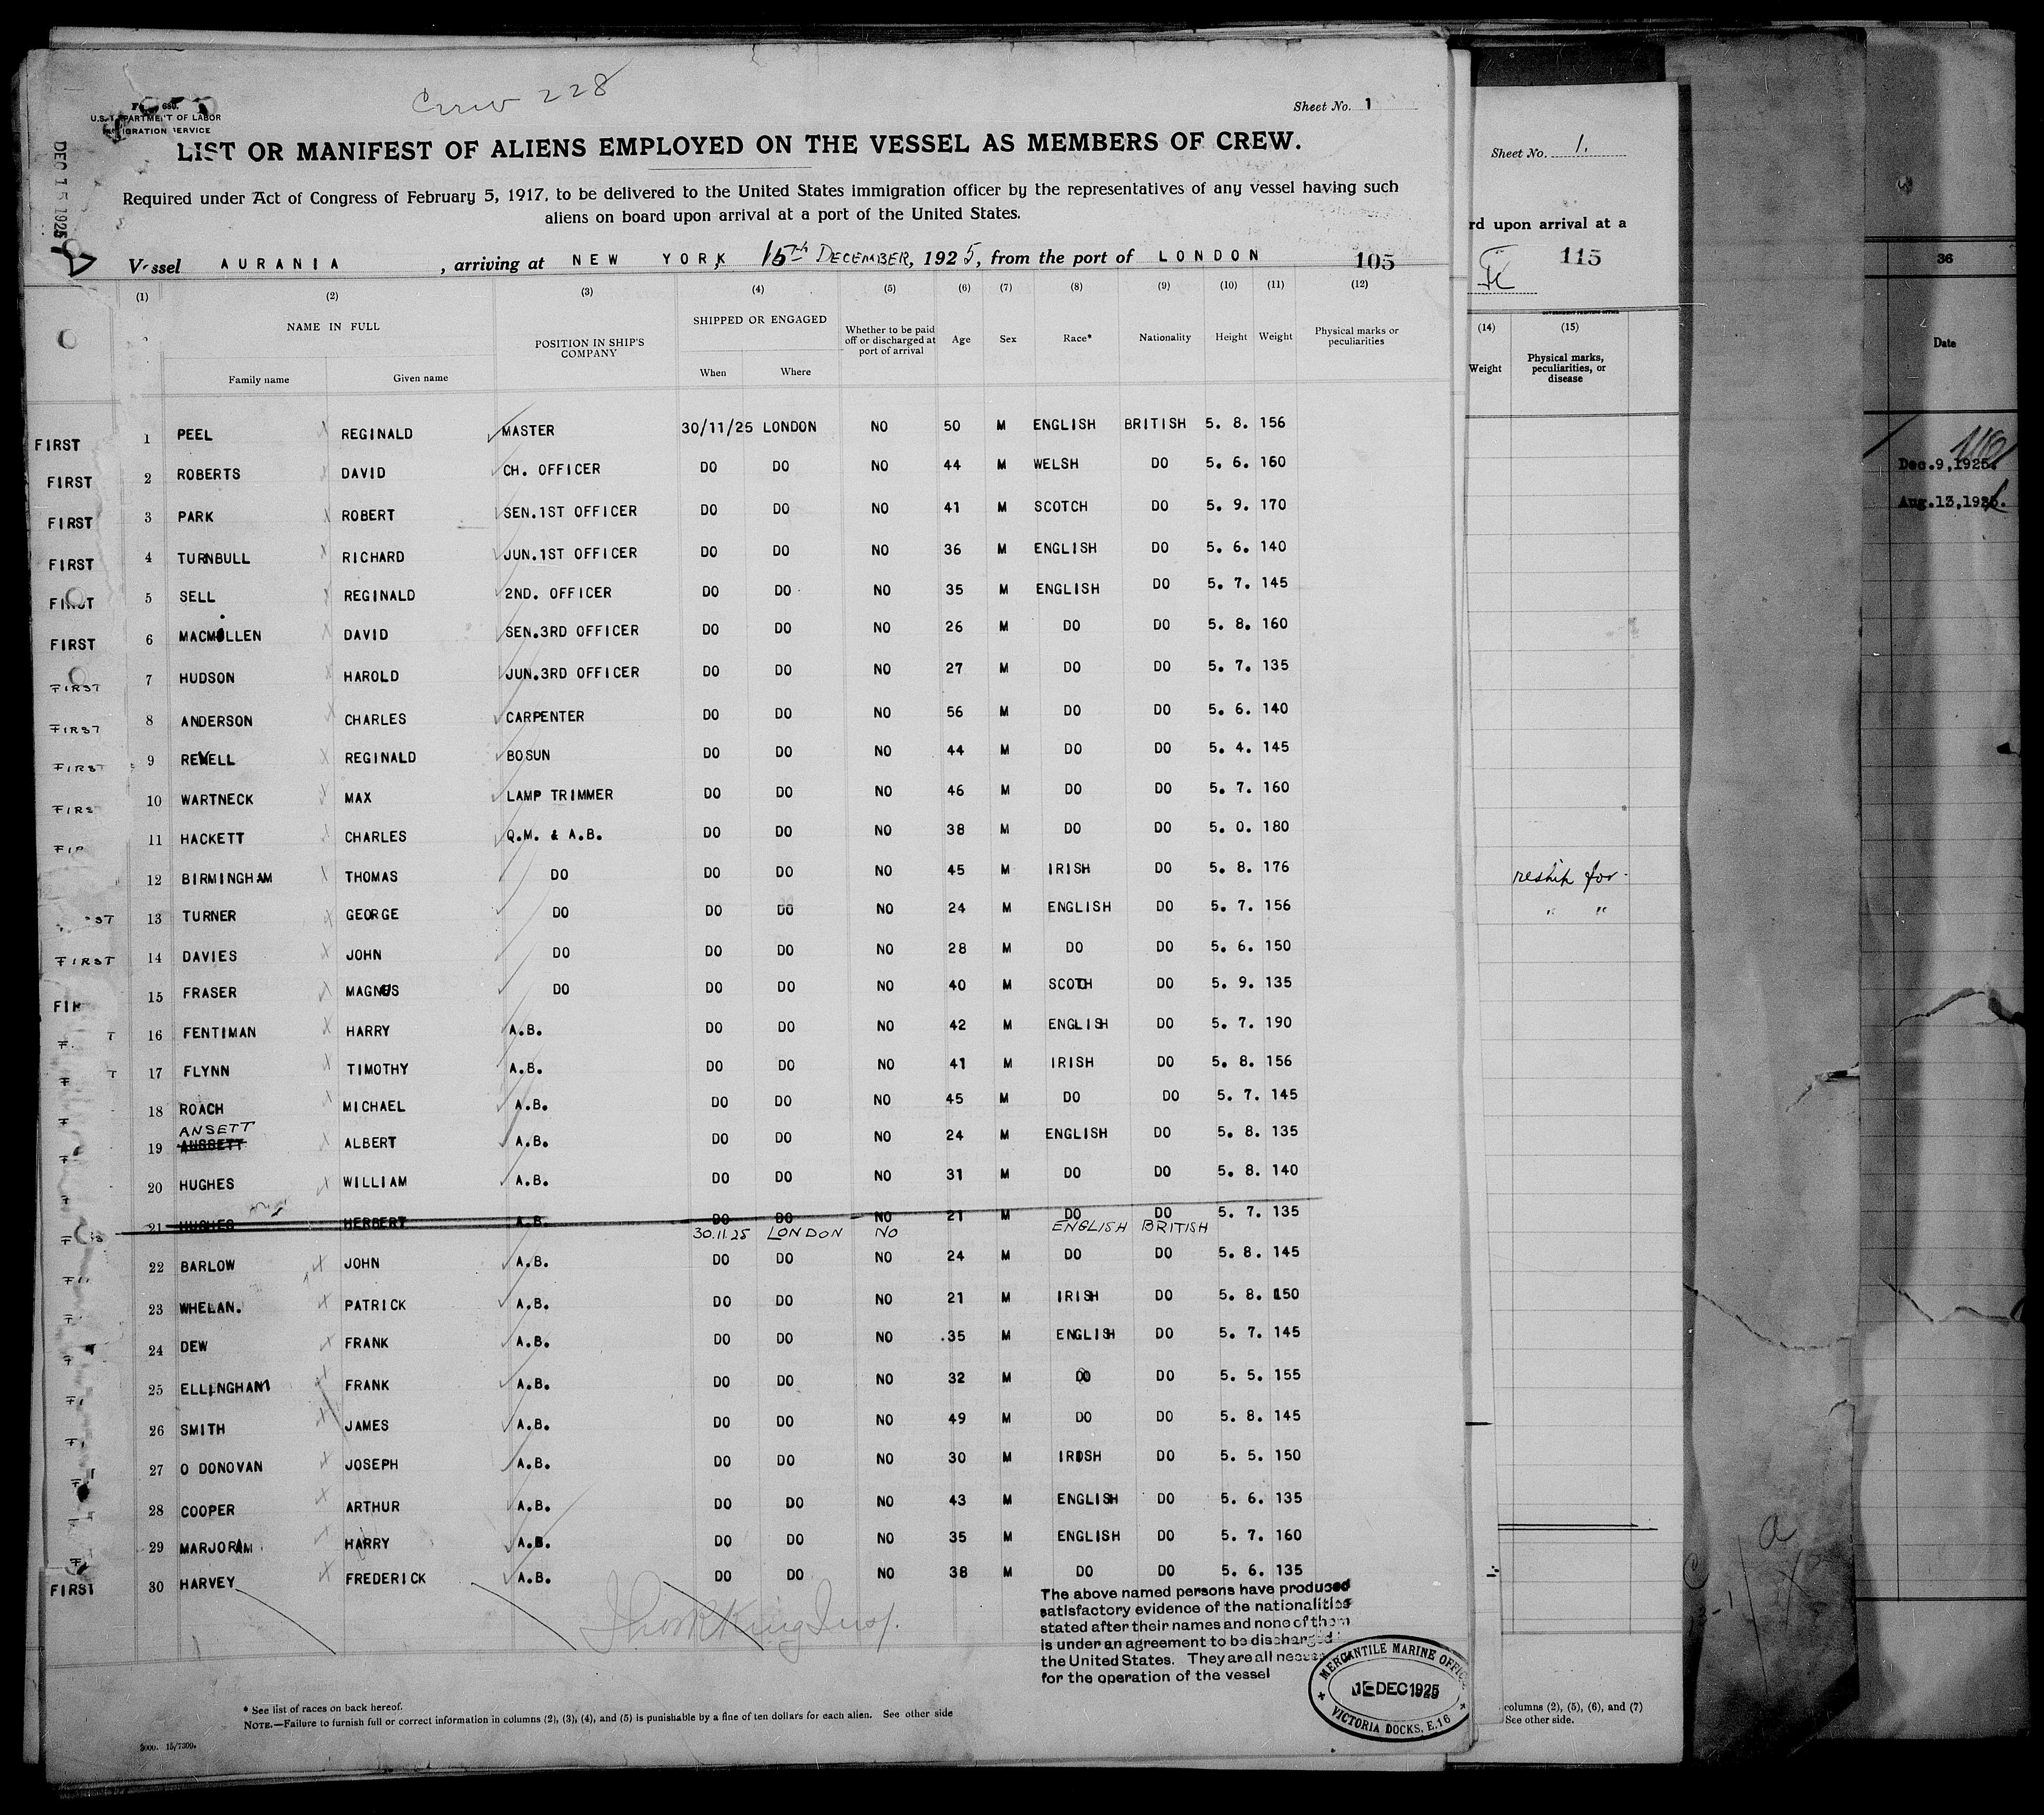 Crew 228
Sheet No. 1
U.S. DEPARTMENT OF LABOR
IMMIGRATION SERVICE
DEC 15 1925
LIST OR MANIFEST OF ALIENS EMPLOYED ON THE VESSEL AS MEMBERS OF CREW.
Required under Act of Congress of February 5, 1917, to be delivered to the United States immigration officer by the representatives of any vessel having such
aliens on board upon arrival at a port of the United States.
Vessel AURANIA, arriving at NEW YORK, 15th DECEMBER, 1925, from the port of LONDON 105
(1) (2) (3) (4) (5) (6) (7) (8) (9) (10) (11) (12)
NAME IN FULL POSITION IN SHIP'S COMPANY SHIPPED OR ENGAGED Whether to be paid off or discharged at port of arrival Age Sex Race* Nationality Height Weight Physical marks or peculiarities
Family name Given name When Where
FIRST 1 PEEL REGINALD MASTER 30/11/25 LONDON NO 50 M ENGLISH BRITISH 5. 8. 156
FIRST 2 ROBERTS DAVID CH. OFFICER DO DO NO 44 M WELSH DO 5. 6. 160
FIRST 3 PARK ROBERT SEN.1ST OFFICER DO DO NO 41 M SCOTCH DO 5. 9. 170
FIRST 4 TURNBULL RICHARD JUN.1ST OFFICER DO DO NO 36 M ENGLISH DO 5. 6. 140
FIRST 5 SELL REGINALD 2ND. OFFICER DO DO NO 35 M ENGLISH DO 5. 7. 145
FIRST 6 MACMILLEN DAVID SEN.3RD OFFICER DO DO NO 26 M DO DO 5. 8. 160
FIRST 7 HUDSON HAROLD JUN.3RD OFFICER DO DO NO 27 M DO DO 5. 7. 135
FIRST 8 ANDERSON CHARLES CARPENTER DO DO NO 56 M DO DO 5. 6. 140
FIRST 9 REVELL REGINALD BOSUN DO DO NO 44 M DO DO 5. 4. 145
FIRS 10 WARTNECK MAX LAMP TRIMMER DO DO NO 46 M DO DO 5. 7. 160
FIR 11 HACKETT CHARLES Q.M. & A.B. DO DO NO 38 M DO DO 5. 0. 180
12 BIRMINGHAM THOMAS DO DO DO NO 45 M IRISH DO 5. 8. 176
ST 13 TURNER GEORGE DO DO DO NO 24 M ENGLISH DO 5. 7. 156
FIRST 14 DAVIES JOHN DO DO DO NO 28 M DO DO 5. 6. 150
FIR 15 FRASER MAGNUS DO DO DO NO 40 M SCOTCH DO 5. 9. 135
F T 16 FENTIMAN HARRY A.B. DO DO NO 42 M ENGLISH DO 5. 7. 190
F T 17 FLYNN TIMOTHY A.B. DO DO NO 41 M IRISH DO 5. 8. 156
F 18 ROACH MICHAEL A.B. DO DO NO 45 M DO DO 5. 7. 145
ANSETT
F 19 AUSSETT ALBERT A.B. DO DO NO 24 M ENGLISH DO 5. 8. 135
F 20 HUGHES WILLIAM A.B. DO DO NO 31 M DO DO 5. 8. 140
21 HUGHES HERBERT A.B. DO DO NO 21 M DO DO 5. 7. 135
30.11.25 LONDON NO ENGLISH BRITISH
22 BARLOW JOHN A.B. DO DO NO 24 M DO DO 5. 8. 145
23 WHELAN. PATRICK A.B. DO DO NO 21 M IRISH DO 5. 8. 150
24 DEW FRANK A.B. DO DO NO 35 M ENGLISH DO 5. 7. 145
25 ELLINGHAM FRANK A.B. DO DO NO 32 M DO DO 5. 5. 155
26 SMITH JAMES A.B. DO DO NO 49 M DO DO 5. 8. 145
27 O DONOVAN JOSEPH A.B. DO DO NO 30 M IRISH DO 5. 5. 150
28 COOPER ARTHUR A.B. DO DO NO 43 M ENGLISH DO 5. 6. 135
29 MARJORAM HARRY A.B. DO DO NO 35 M ENGLISH DO 5. 7. 160
FIRST 30 HARVEY FREDERICK A.B. DO DO NO 38 M DO DO 5. 6. 135
The above named persons have produced
satisfactory evidence of the nationalities
stated after their names and none of them
is under an agreement to be discharged
the United States. They are all
for the operation of the vessel
MERCANTILE MARINE OFFICE
DEC 1925
VICTORIA DOCKS, E.16
* See list of races on back hereof.
NOTE.—Failure to furnish full or correct information in columns (2), (3), (4), and (5) is punishable by a fine of ten dollars for each alien. See other side
3000. 15/7300.
Sheet No. 1.
rd upon arrival at a
115
(14) (15)
Weight Physical marks, peculiarities, or disease
reship for
" "
columns (2), (5), (6), and (7)
See other side.
36
Date
Dec.9,1925.
Aug.13,192